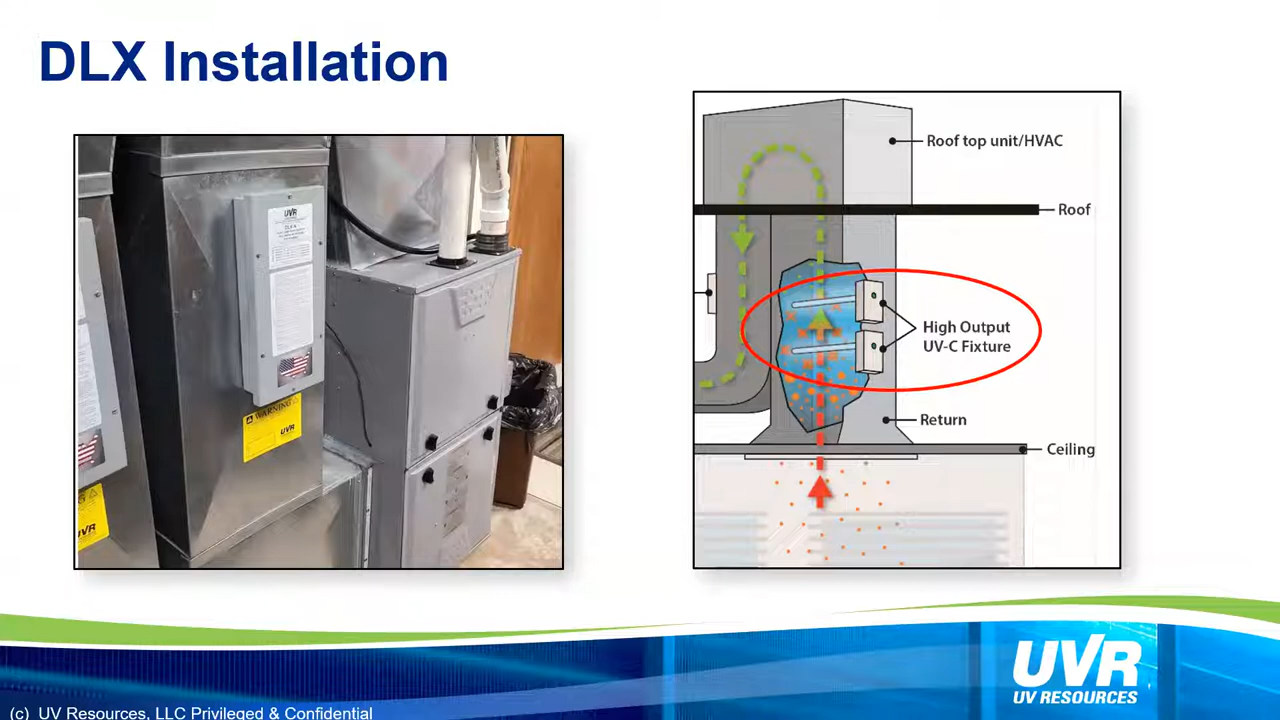 DLX Installation
UVR
DLX
WARNING
UVR
UVR
Roof top unit/HVAC
Roof
High Output
UV-C Fixture
Return
Ceiling
UVR
UV RESOURCES
(c) UV Resources, LLC Privileged & Confidential